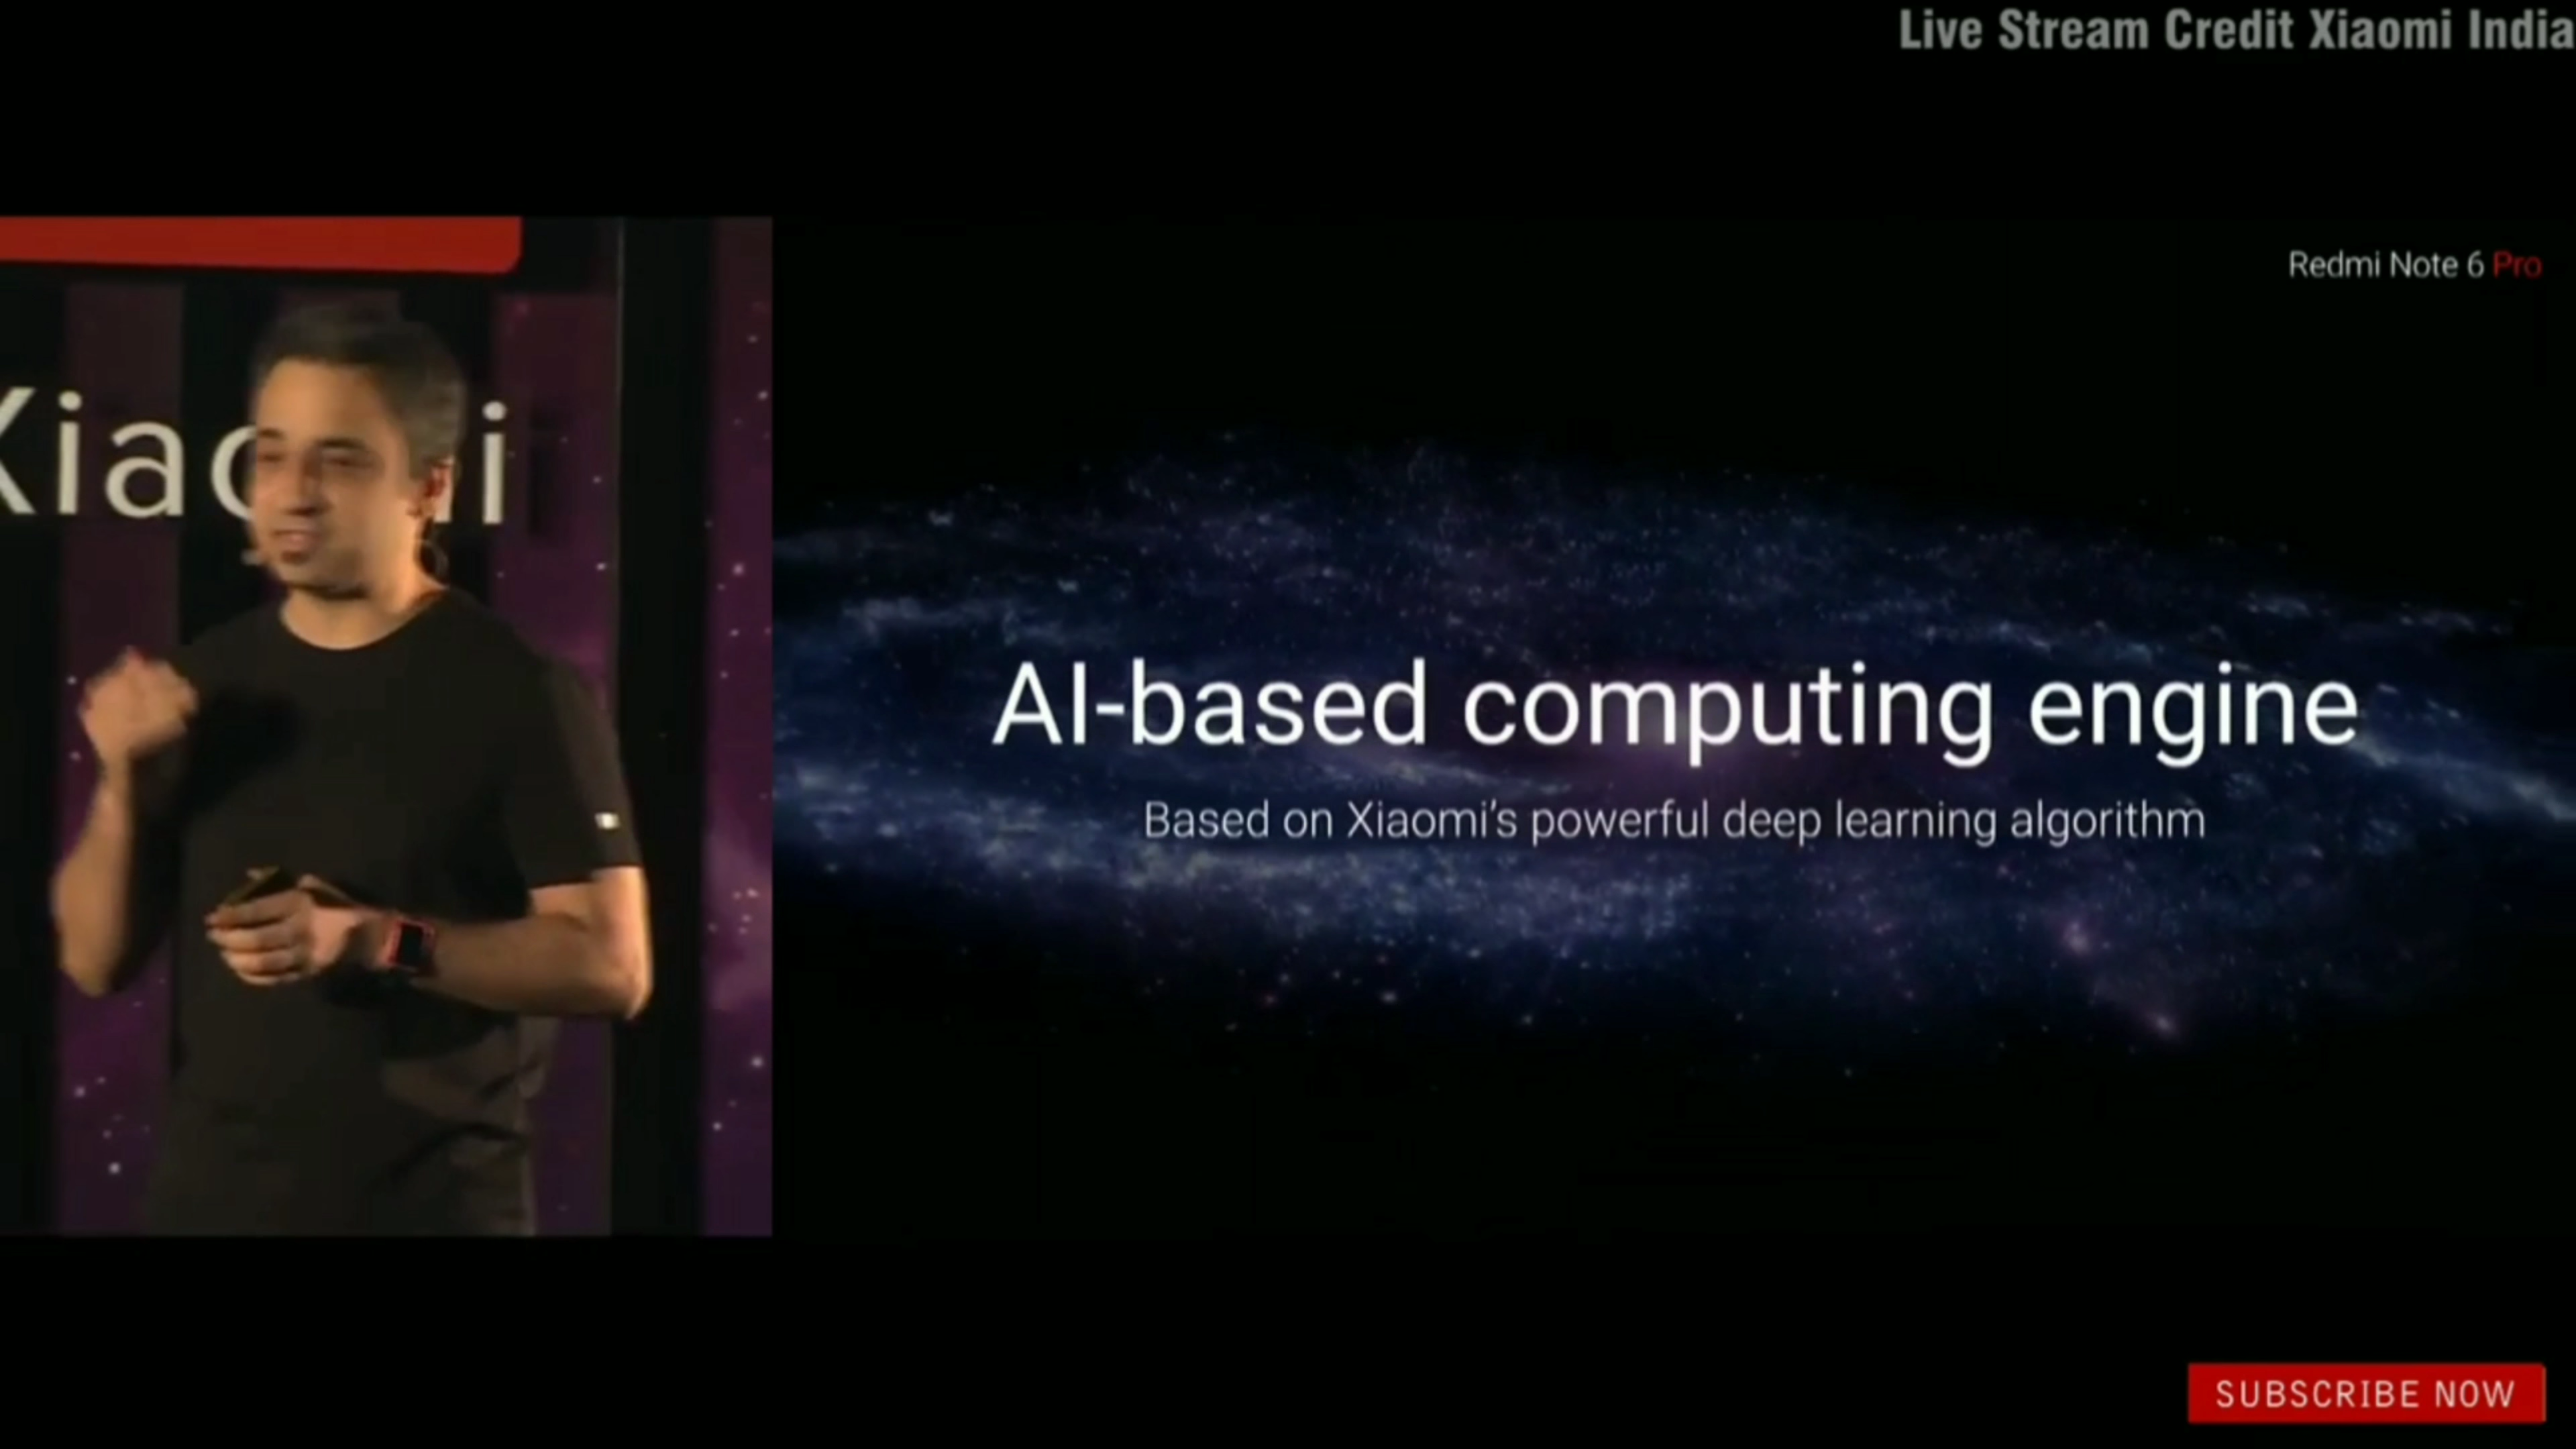 Live Stream Credit Xiaomi India
Redmi Note 6 Pro
AI-based computing engine
Based on Xiaomi's powerful deep learning algorithm
SUBSCRIBE NOW